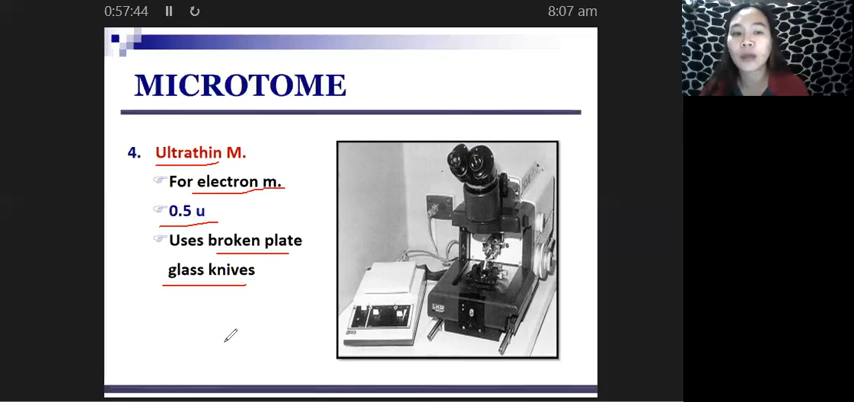 0:57:44
8:07 am
MICROTOME
4. Ultrathin M.
For electron m.
0.5 u
Uses broken plate
glass knives